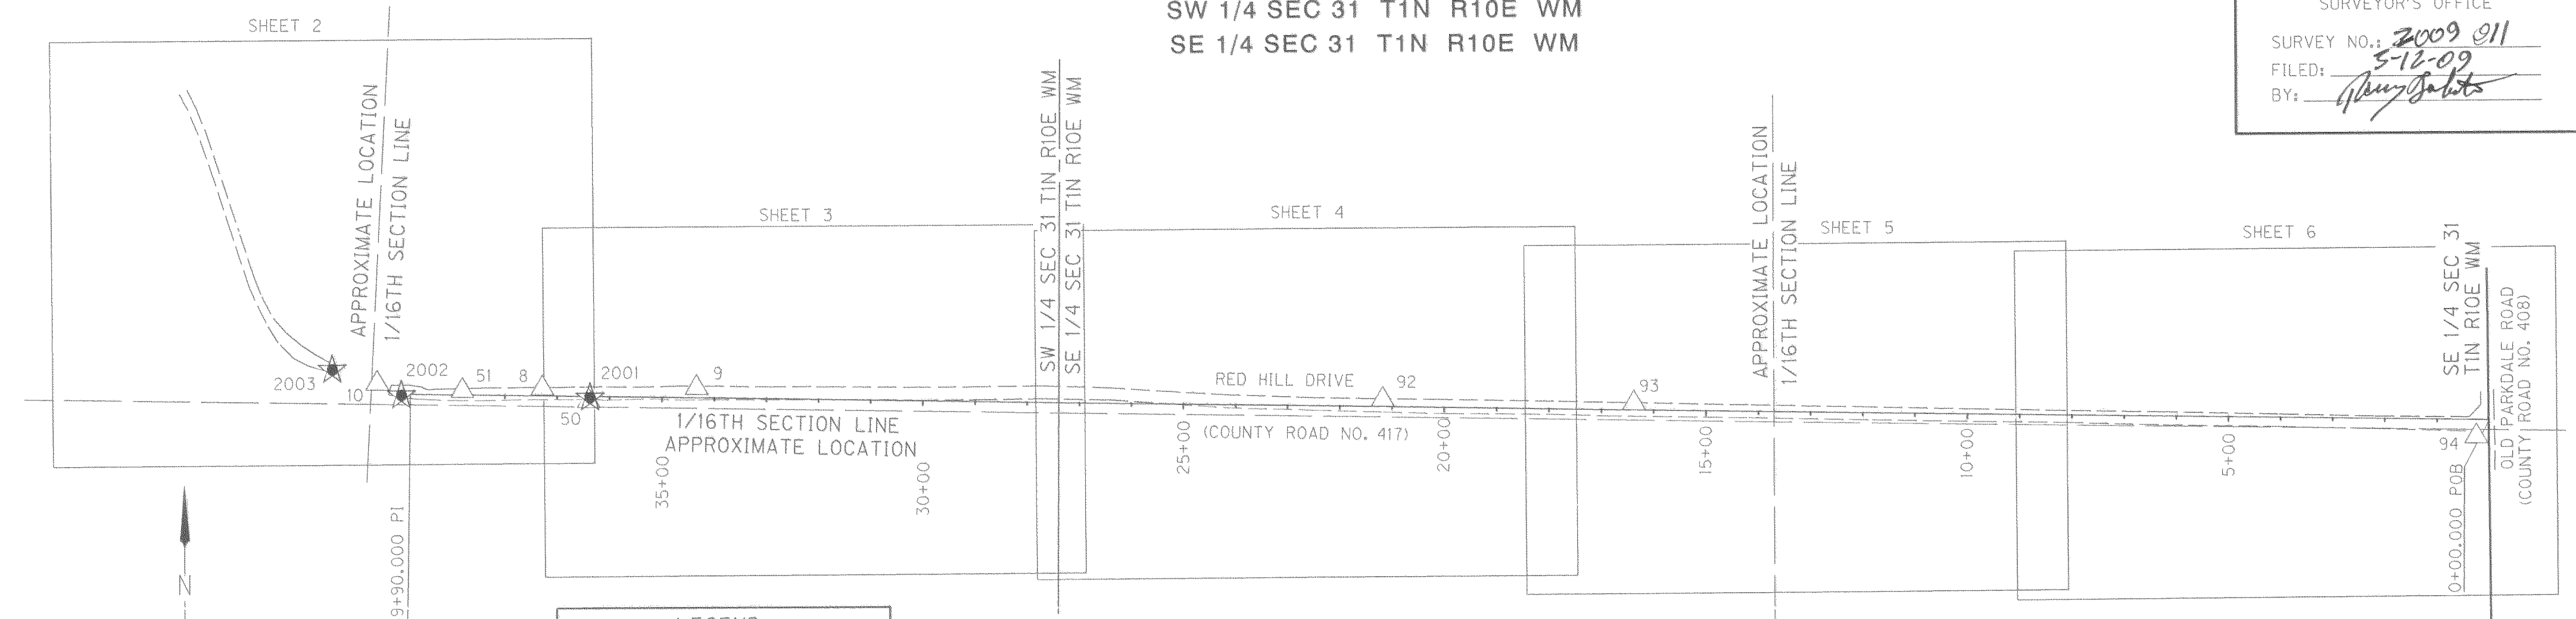 SW 1/4 SEC 31 T1N R10E WM
SE 1/4 SEC 31 T1N R10E WM
SURVEYOR'S OFFICE
SURVEY NO.: 2009 011
FILED: 5-12-09
BY:
SHEET 2
APPROXIMATE LOCATION
1/16TH SECTION LINE
SHEET 3
SW 1/4 SEC 31 T1N R10E WM
SE 1/4 SEC 31 T1N R10E WM
SHEET 4
APPROXIMATE LOCATION
1/16TH SECTION LINE
SHEET 5
SHEET 6
SE 1/4 SEC 31
T1N R10E WM
OLD PARKDALE ROAD
(COUNTY ROAD NO. 408)
2003
10
2002
51
8
2001
50
9
RED HILL DRIVE
92
93
94
1/16TH SECTION LINE
APPROXIMATE LOCATION
(COUNTY ROAD NO. 417)
35+00
30+00
25+00
20+00
15+00
10+00
5+00
0+00.000 POB
9+90.000 PI
N
LEGEND